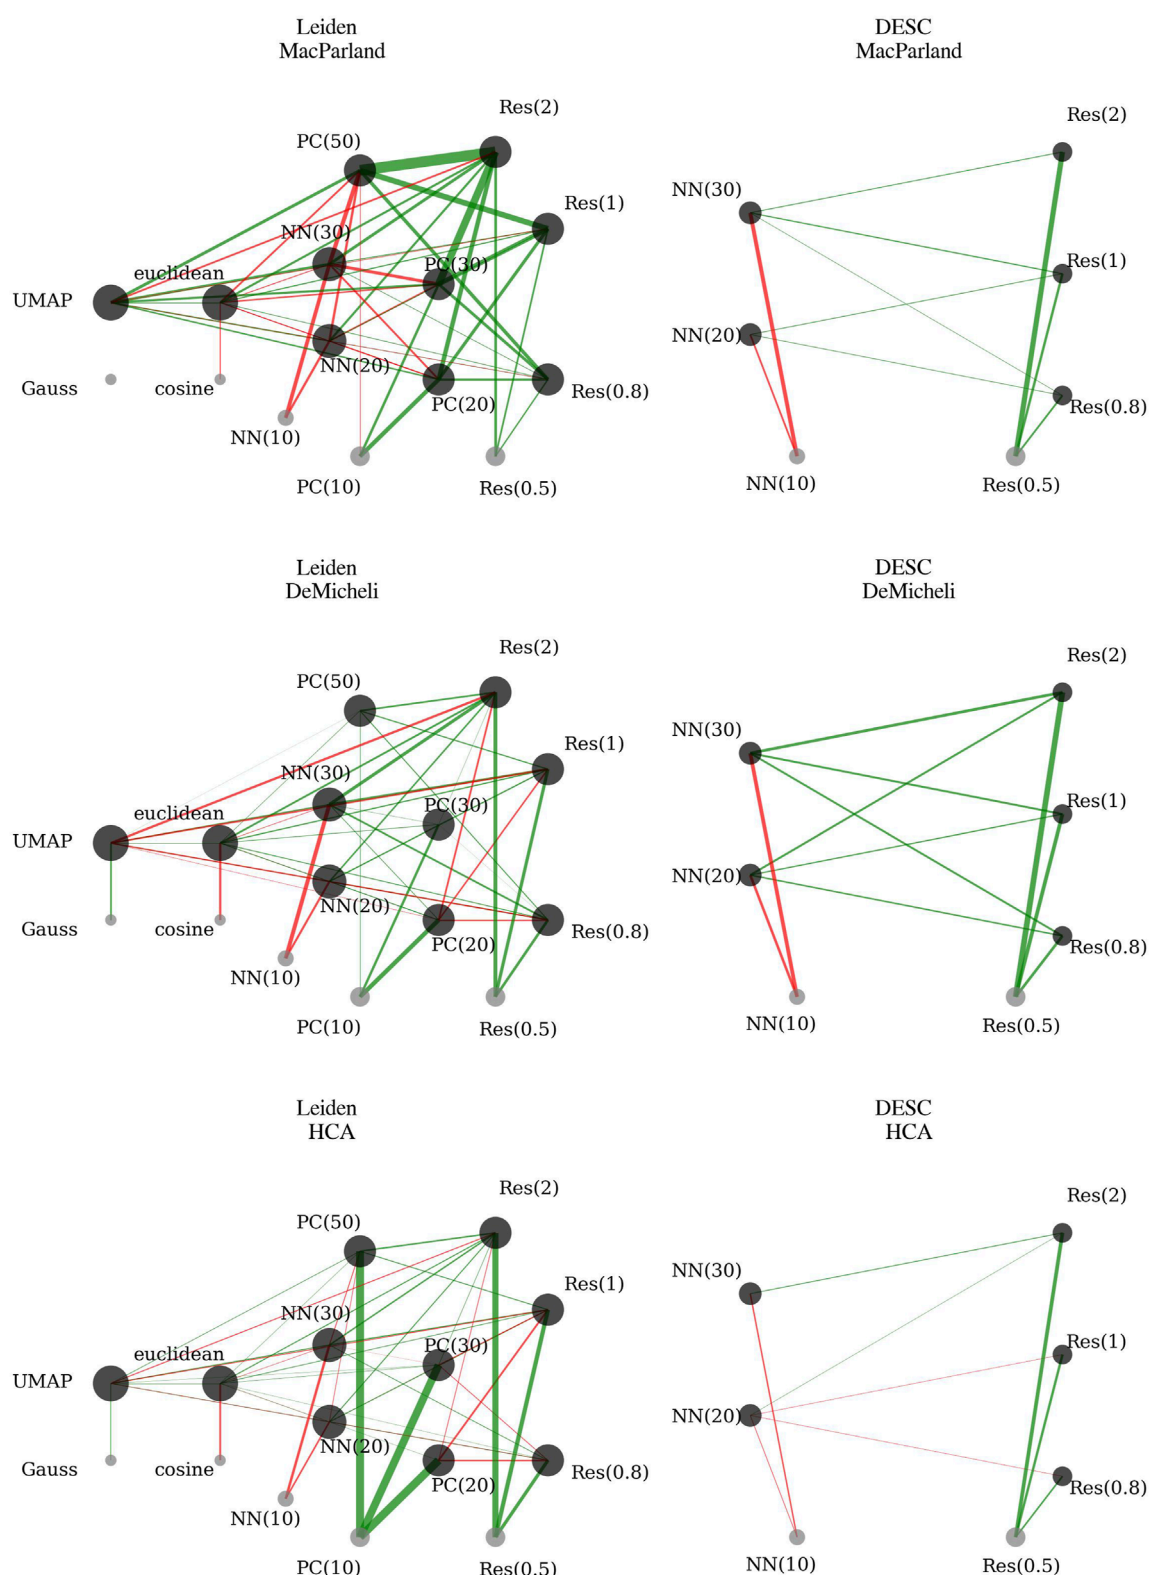 Leiden
MacParland
DESC
MacParland
Res(2)
PC(50)
Res(1)
NN(30)
PC(30)
euclidean
UMAP
Gauss
cosine
NN(20)
Res(0.8)
PC(20)
NN(10)
PC(10)
Res(0.5)
Res(2)
NN(30)
Res(1)
NN(20)
Res(0.8)
NN(10)
Res(0.5)
Leiden
DeMicheli
DESC
DeMicheli
Res(2)
PC(50)
Res(1)
NN(30)
PC(30)
euclidean
UMAP
Gauss
cosine
NN(20)
Res(0.8)
PC(20)
NN(10)
PC(10)
Res(0.5)
Res(2)
NN(30)
Res(1)
NN(20)
Res(0.8)
NN(10)
Res(0.5)
Leiden
HCA
DESC
HCA
Res(2)
PC(50)
Res(1)
NN(30)
PC(30)
euclidean
UMAP
Gauss
cosine
NN(20)
Res(0.8)
PC(20)
NN(10)
PC(10)
Res(0.5)
Res(2)
NN(30)
Res(1)
NN(20)
Res(0.8)
NN(10)
Res(0.5)